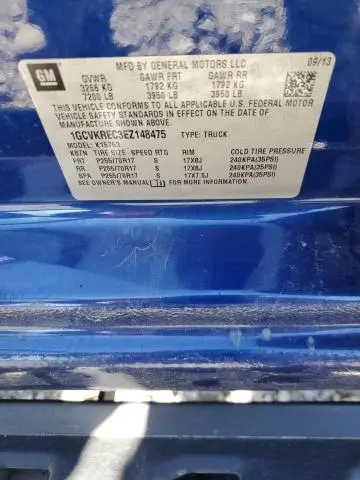 GM
MFD BY GENERAL MOTORS LLC 09/13
GVWR GAWR FRT GAWR RR
3266 KG 1792 KG 1792 KG
7200 LB 3950 LB 3950 LB
THIS VEHICLE CONFORMS TO ALL APPLICABLE U.S. FEDERAL MOTOR
VEHICLE SAFETY STANDARDS IN EFFECT ON THE DATE OF
MANUFACTURE SHOWN ABOVE.
1GCVKREC3EZ148475 TYPE: TRUCK
MODEL: K15753
K87N TIRE SIZE SPEED RTG RIM COLD TIRE PRESSURE
FRT P255/70R17 S 17X8J 240KPA(35PSI)
RR P255/70R17 S 17X8J 240KPA(35PSI)
SPA P255/70R17 S 17X7.5J 240KPA(35PSI)
SEE OWNER'S MANUAL